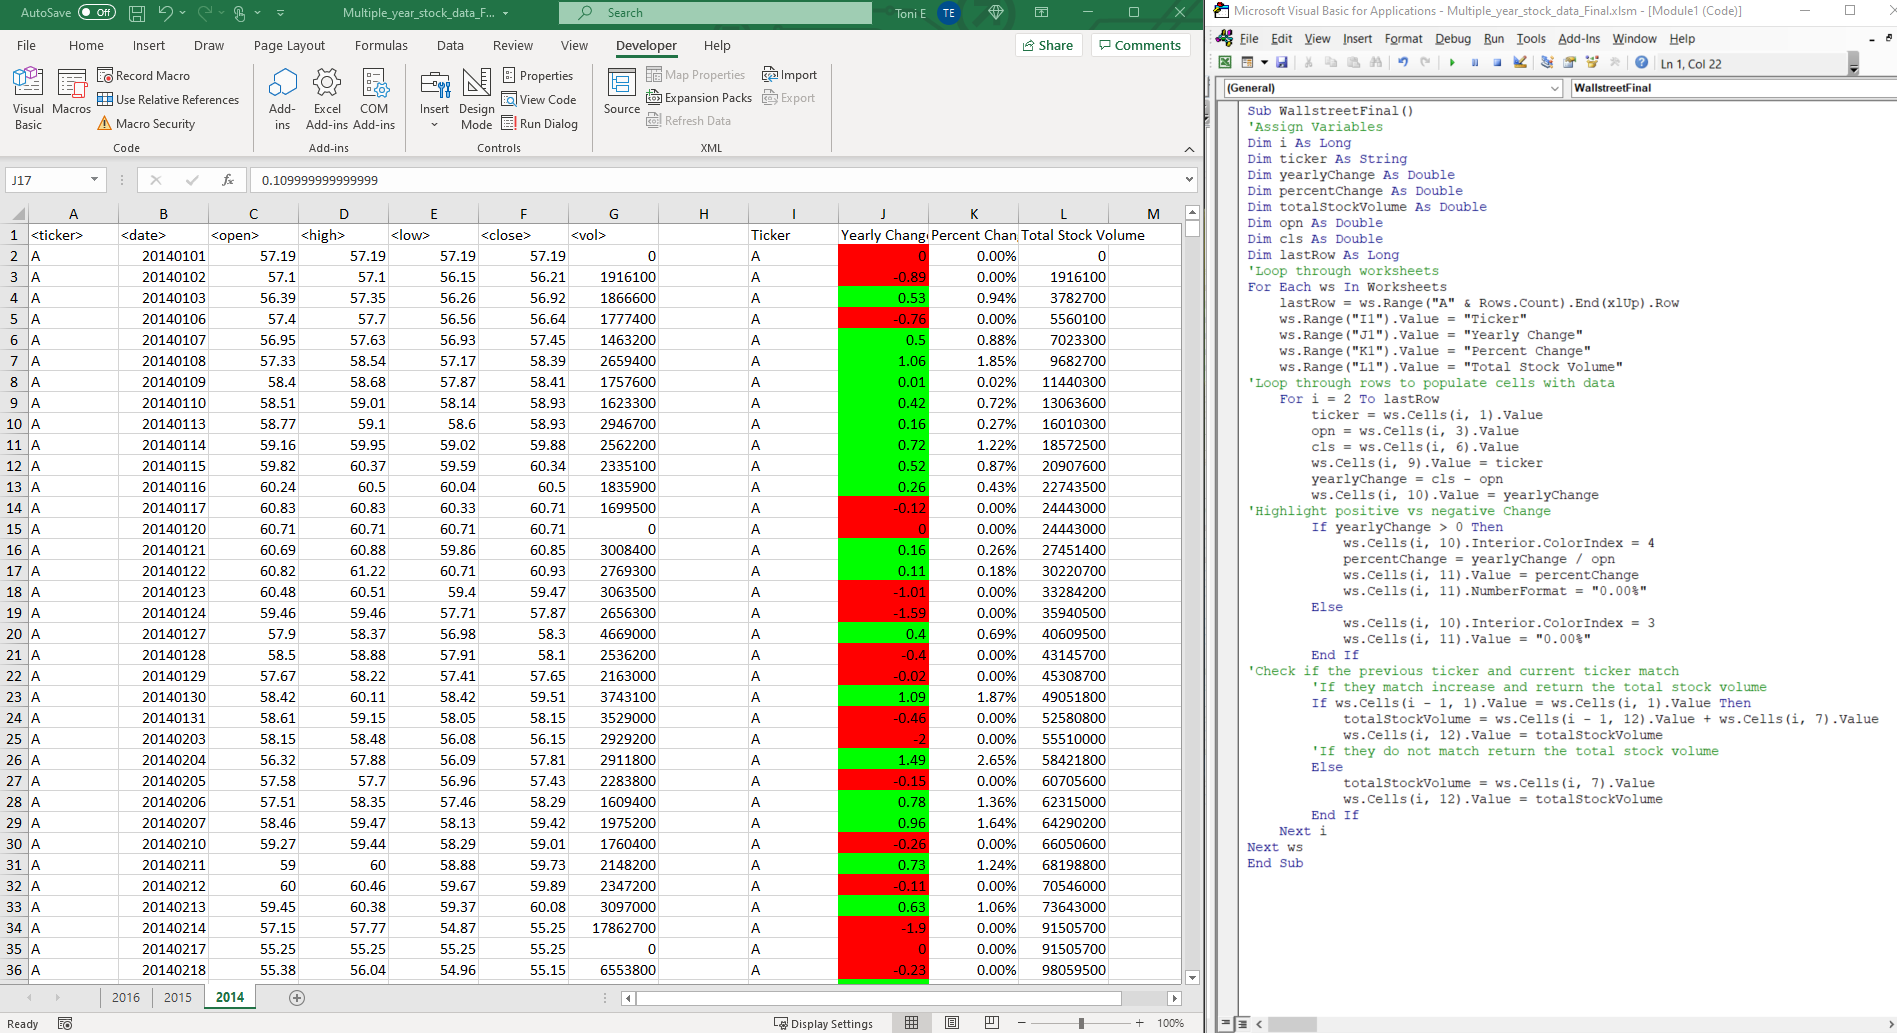 AutoSave Off Multiple_year_stock_data_F... Search Toni E TE
File Home Insert Draw Page Layout Formulas Data Review View Developer Help Share Comments
Visual Basic
Macros
Record Macro
Use Relative References
Macro Security
Code
Add-ins
Excel Add-ins
COM Add-ins
Add-ins
Insert
Design Mode
Properties
View Code
Run Dialog
Controls
Source
Map Properties
Expansion Packs
Refresh Data
Import
Export
XML
J17 fx 0.109999999999999
A B C D E F G H I J K L M
1 <ticker> <date> <open> <high> <low> <close> <vol> Ticker Yearly Chang Percent Chan Total Stock Volume
2 A 20140101 57.19 57.19 57.19 57.19 0 A 0 0.00% 0
3 A 20140102 57.1 57.1 56.15 56.21 1916100 A -0.89 0.00% 1916100
4 A 20140103 56.39 57.35 56.26 56.92 1866600 A 0.53 0.94% 3782700
5 A 20140106 57.4 57.7 56.56 56.64 1777400 A -0.76 0.00% 5560100
6 A 20140107 56.95 57.63 56.93 57.45 1463200 A 0.5 0.88% 7023300
7 A 20140108 57.33 58.54 57.17 58.39 2659400 A 1.06 1.85% 9682700
8 A 20140109 58.4 58.68 57.87 58.41 1757600 A 0.01 0.02% 11440300
9 A 20140110 58.51 59.01 58.14 58.93 1623300 A 0.42 0.72% 13063600
10 A 20140113 58.77 59.1 58.6 58.93 2946700 A 0.16 0.27% 16010300
11 A 20140114 59.16 59.95 59.02 59.88 2562200 A 0.72 1.22% 18572500
12 A 20140115 59.82 60.37 59.59 60.34 2335100 A 0.52 0.87% 20907600
13 A 20140116 60.24 60.5 60.04 60.5 1835900 A 0.26 0.43% 22743500
14 A 20140117 60.83 60.83 60.33 60.71 1699500 A -0.12 0.00% 24443000
15 A 20140120 60.71 60.71 60.71 60.71 0 A 0 0.00% 24443000
16 A 20140121 60.69 60.88 59.86 60.85 3008400 A 0.16 0.26% 27451400
17 A 20140122 60.82 61.22 60.71 60.93 2769300 A 0.11 0.18% 30220700
18 A 20140123 60.48 60.51 59.4 59.47 3063500 A -1.01 0.00% 33284200
19 A 20140124 59.46 59.46 57.71 57.87 2656300 A -1.59 0.00% 35940500
20 A 20140127 57.9 58.37 56.98 58.3 4669000 A 0.4 0.69% 40609500
21 A 20140128 58.5 58.88 57.91 58.1 2536200 A -0.4 0.00% 43145700
22 A 20140129 57.67 58.22 57.41 57.65 2163000 A -0.02 0.00% 45308700
23 A 20140130 58.42 60.11 58.42 59.51 3743100 A 1.09 1.87% 49051800
24 A 20140131 58.61 59.15 58.05 58.15 3529000 A -0.46 0.00% 52580800
25 A 20140203 58.15 58.48 56.08 56.15 2929200 A -2 0.00% 55510000
26 A 20140204 56.32 57.88 56.09 57.81 2911800 A 1.49 2.65% 58421800
27 A 20140205 57.58 57.7 56.96 57.43 2283800 A -0.15 0.00% 60705600
28 A 20140206 57.51 58.35 57.46 58.29 1609400 A 0.78 1.36% 62315000
29 A 20140207 58.46 59.47 58.13 59.42 1975200 A 0.96 1.64% 64290200
30 A 20140210 59.27 59.44 58.29 59.01 1760400 A -0.26 0.00% 66050600
31 A 20140211 59 60 58.88 59.73 2148200 A 0.73 1.24% 68198800
32 A 20140212 60 60.46 59.67 59.89 2347200 A -0.11 0.00% 70546000
33 A 20140213 59.45 60.38 59.37 60.08 3097000 A 0.63 1.06% 73643000
34 A 20140214 57.15 57.77 54.87 55.25 17862700 A -1.9 0.00% 91505700
35 A 20140217 55.25 55.25 55.25 55.25 0 A 0 0.00% 91505700
36 A 20140218 55.38 56.04 54.96 55.15 6553800 A -0.23 0.00% 98059500
2016 2015 2014
Ready Display Settings 100%
Microsoft Visual Basic for Applications - Multiple_year_stock_data_Final.xlsm - [Module1 (Code)]
File Edit View Insert Format Debug Run Tools Add-Ins Window Help
Ln 1, Col 22
(General) WallstreetFinal
Sub WallstreetFinal()
'Assign Variables
Dim i As Long
Dim ticker As String
Dim yearlyChange As Double
Dim percentChange As Double
Dim totalStockVolume As Double
Dim opn As Double
Dim cls As Double
Dim lastRow As Long
'Loop through worksheets
For Each ws In Worksheets
lastRow = ws.Range("A" & Rows.Count).End(xlUp).Row
ws.Range("I1").Value = "Ticker"
ws.Range("J1").Value = "Yearly Change"
ws.Range("K1").Value = "Percent Change"
ws.Range("L1").Value = "Total Stock Volume"
'Loop through rows to populate cells with data
For i = 2 To lastRow
ticker = ws.Cells(i, 1).Value
opn = ws.Cells(i, 3).Value
cls = ws.Cells(i, 6).Value
ws.Cells(i, 9).Value = ticker
yearlyChange = cls - opn
ws.Cells(i, 10).Value = yearlyChange
'Highlight positive vs negative Change
If yearlyChange > 0 Then
ws.Cells(i, 10).Interior.ColorIndex = 4
percentChange = yearlyChange / opn
ws.Cells(i, 11).Value = percentChange
ws.Cells(i, 11).NumberFormat = "0.00%"
Else
ws.Cells(i, 10).Interior.ColorIndex = 3
ws.Cells(i, 11).Value = "0.00%"
End If
'Check if the previous ticker and current ticker match
'If they match increase and return the total stock volume
If ws.Cells(i - 1, 1).Value = ws.Cells(i, 1).Value Then
totalStockVolume = ws.Cells(i - 1, 12).Value + ws.Cells(i, 7).Value
ws.Cells(i, 12).Value = totalStockVolume
'If they do not match return the total stock volume
Else
totalStockVolume = ws.Cells(i, 7).Value
ws.Cells(i, 12).Value = totalStockVolume
End If
Next i
Next ws
End Sub